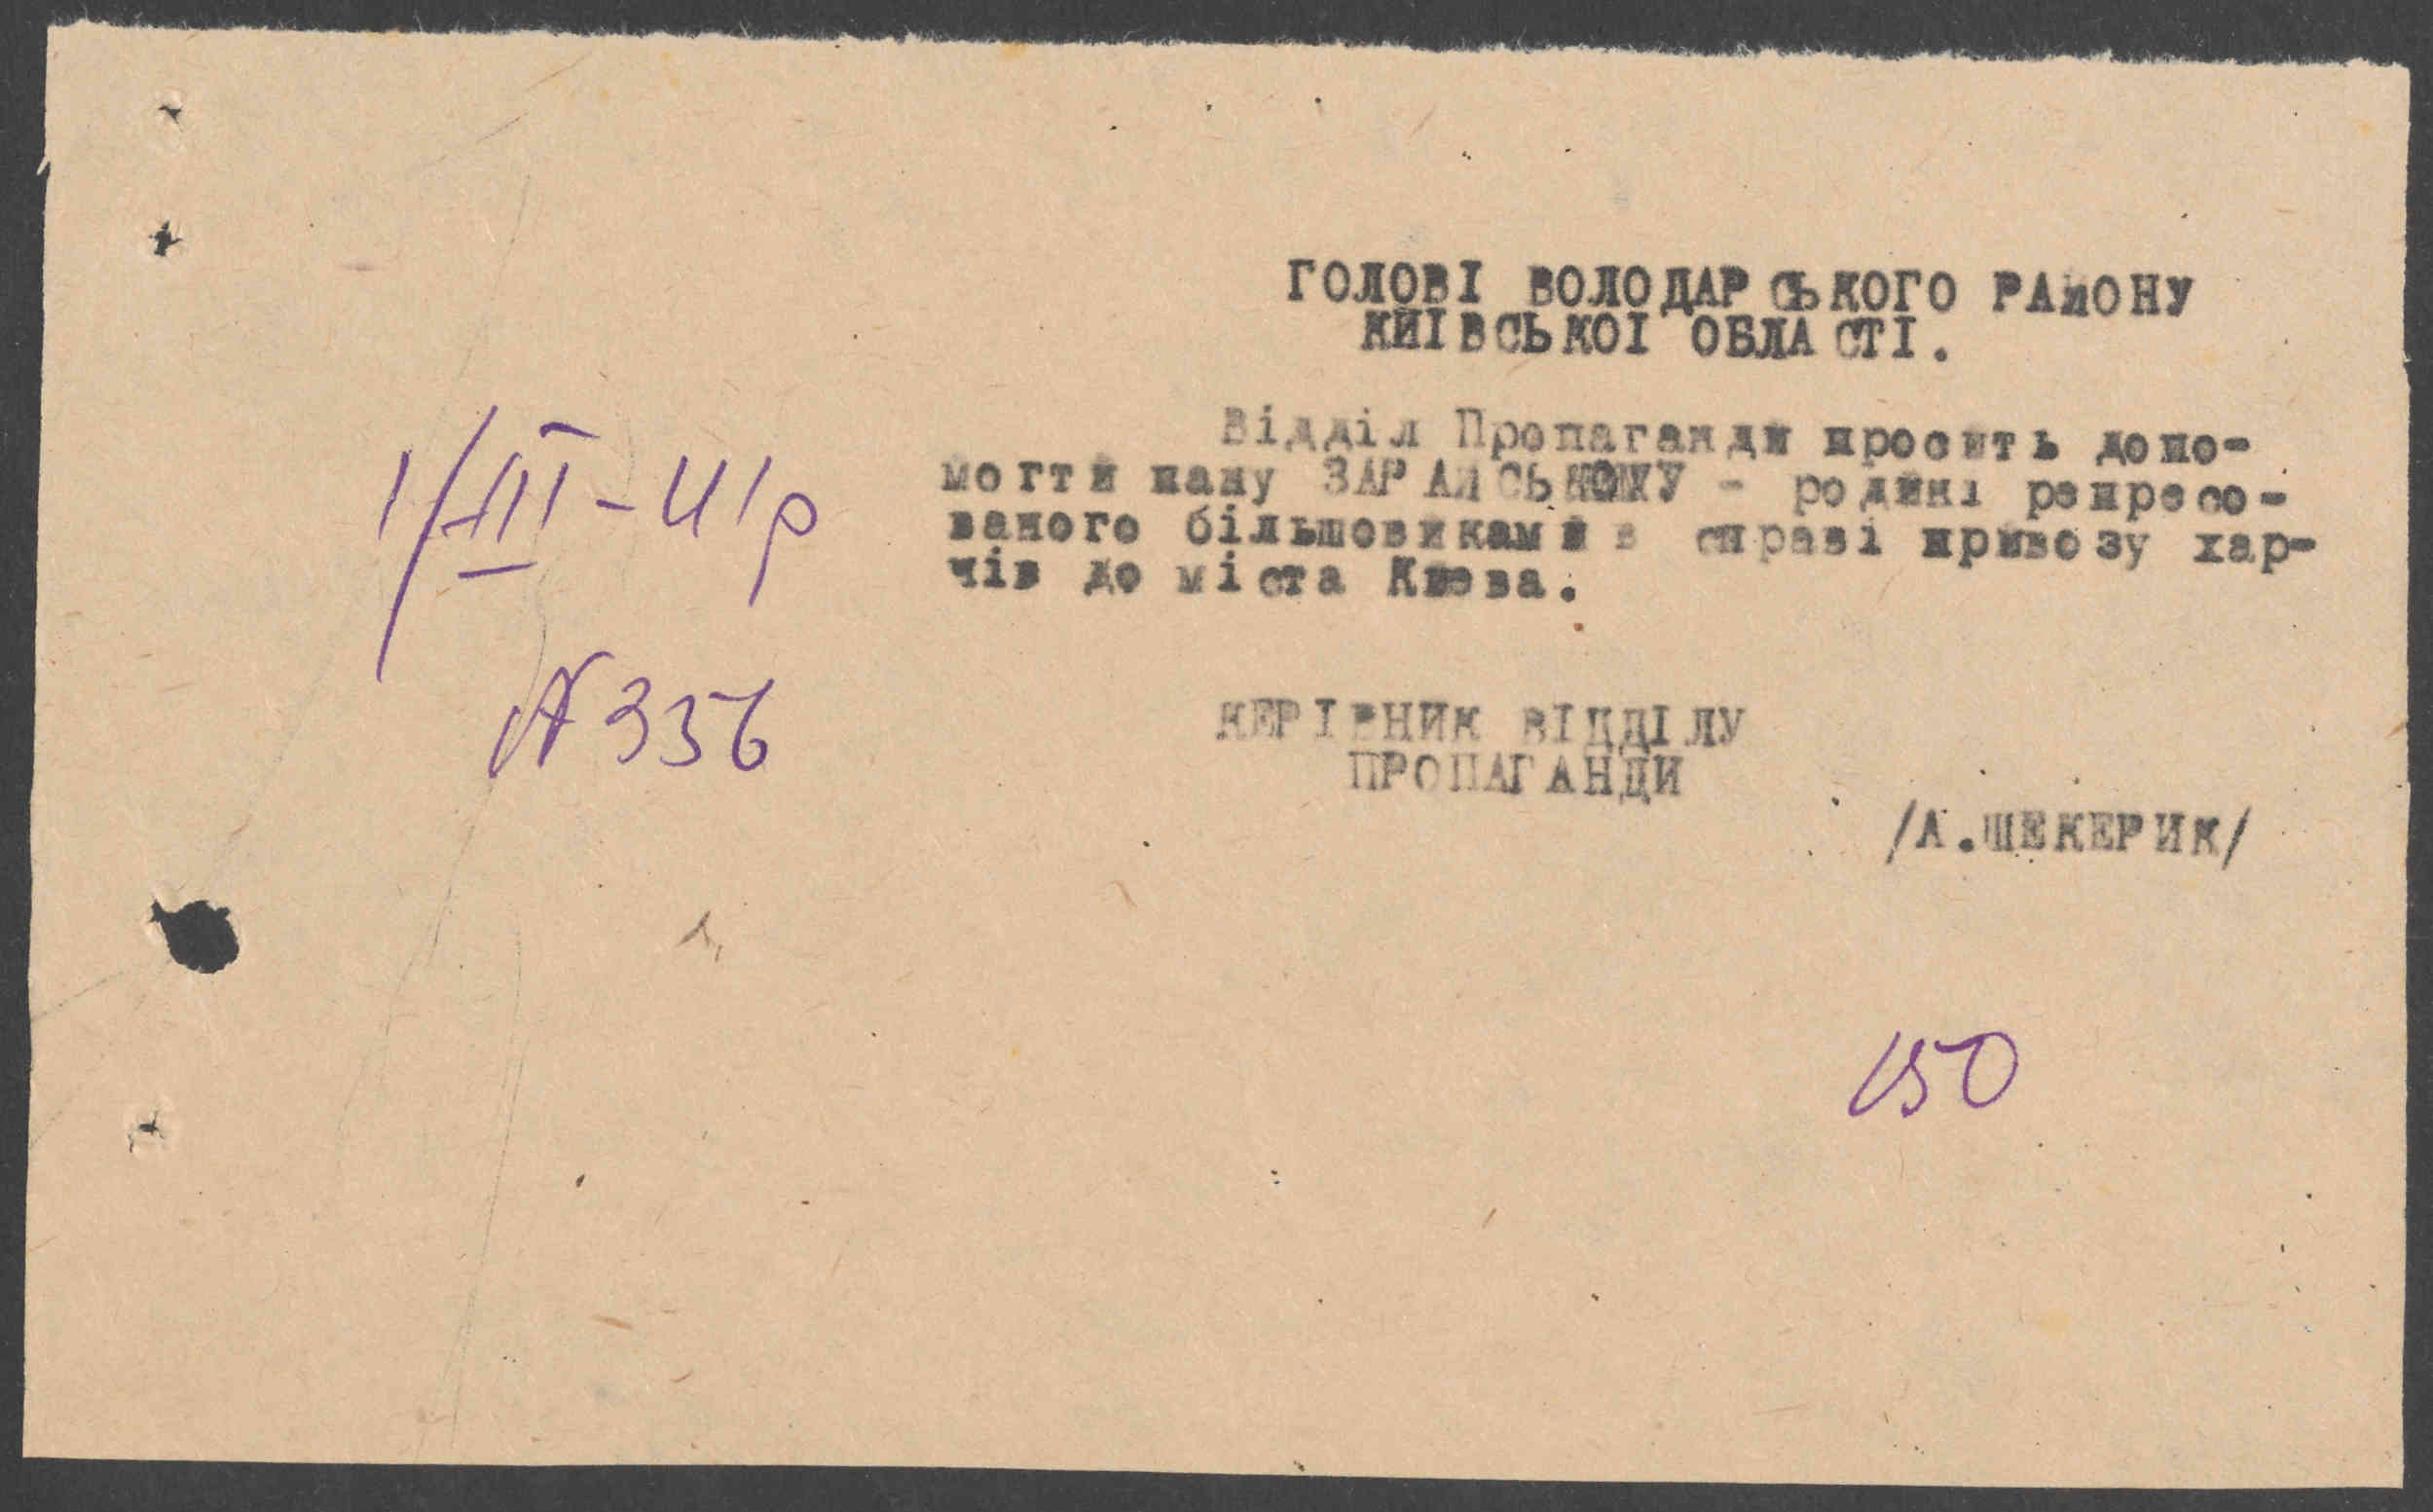 ГОЛОВІ ВОЛОДАРСЬКОГО РАЙОНУ
КИІВСЬКОІ ОБЛАСТІ.
Відділ Пропаганди просить допо-
могти пану ЗАРАЙСЬКОМУ - родині репресо-
ваного більшовиками в справі привозу хар-
чів до міста Києва.
1/III-41р
N 336
КЕРІВНИК ВІДДІЛУ
ПРОПАГАНДИ
/А.ШЕКЕРИК/
150